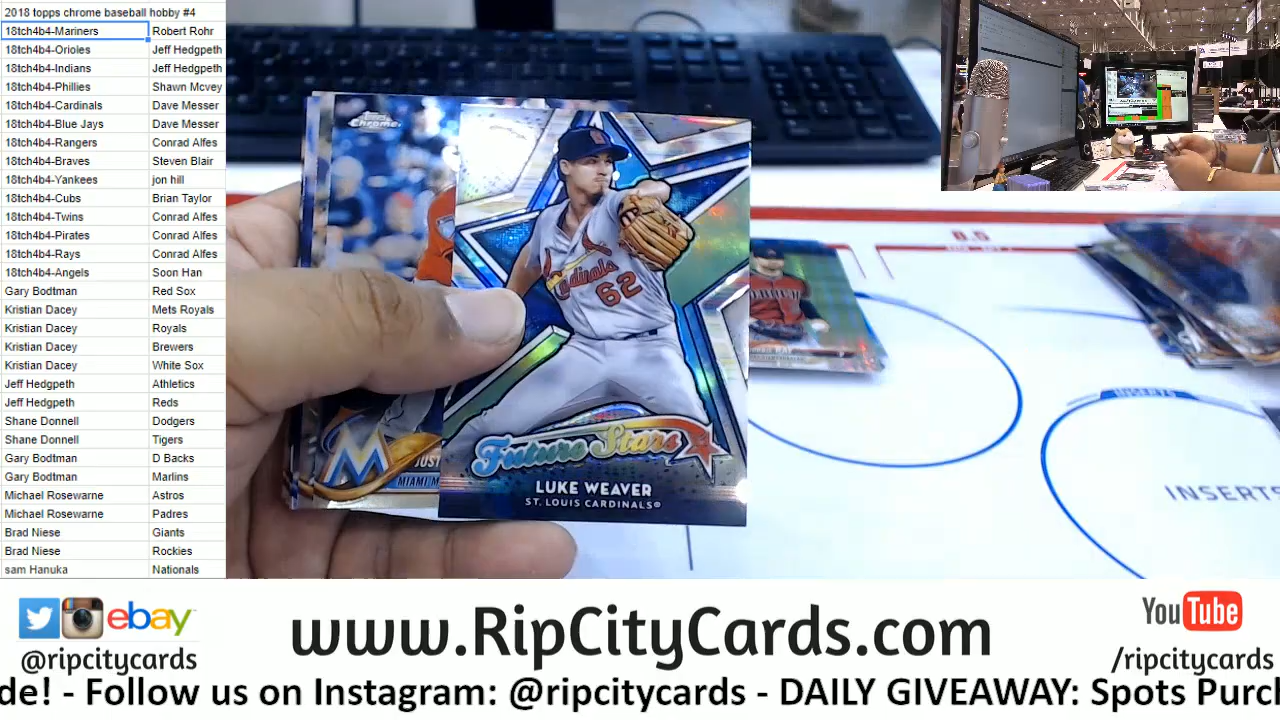 2018 topps chrome baseball hobby #4
18tch4b4-Mariners Robert Rohr
18tch4b4-Orioles Jeff Hedgpeth
18tch4b4-Indians Jeff Hedgpeth
18tch4b4-Phillies Shawn Mcvey
18tch4b4-Cardinals Dave Messer
18tch4b4-Blue Jays Dave Messer
18tch4b4-Rangers Conrad Alfes
18tch4b4-Braves Steven Blair
18tch4b4-Yankees jon hill
18tch4b4-Cubs Brian Taylor
18tch4b4-Twins Conrad Alfes
18tch4b4-Pirates Conrad Alfes
18tch4b4-Rays Conrad Alfes
18tch4b4-Angels Soon Han
Gary Bodtman Red Sox
Kristian Dacey Mets Royals
Kristian Dacey Royals
Kristian Dacey Brewers
Kristian Dacey White Sox
Jeff Hedgpeth Athletics
Jeff Hedgpeth Reds
Shane Donnell Dodgers
Shane Donnell Tigers
Gary Bodtman D Backs
Gary Bodtman Marlins
Michael Rosewarne Astros
Michael Rosewarne Padres
Brad Niese Giants
Brad Niese Rockies
sam Hanuka Nationals
Topps Chrome
Cardinals
62
Future Stars
LUKE WEAVER
ST. LOUIS CARDINALS®
M
JUST
MIAMI M
RAY
INSERTS
INSERTS
ebay
@ripcitycards
www.RipCityCards.com
YouTube
/ripcitycards
de! - Follow us on Instagram: @ripcitycards - DAILY GIVEAWAY: Spots Purch